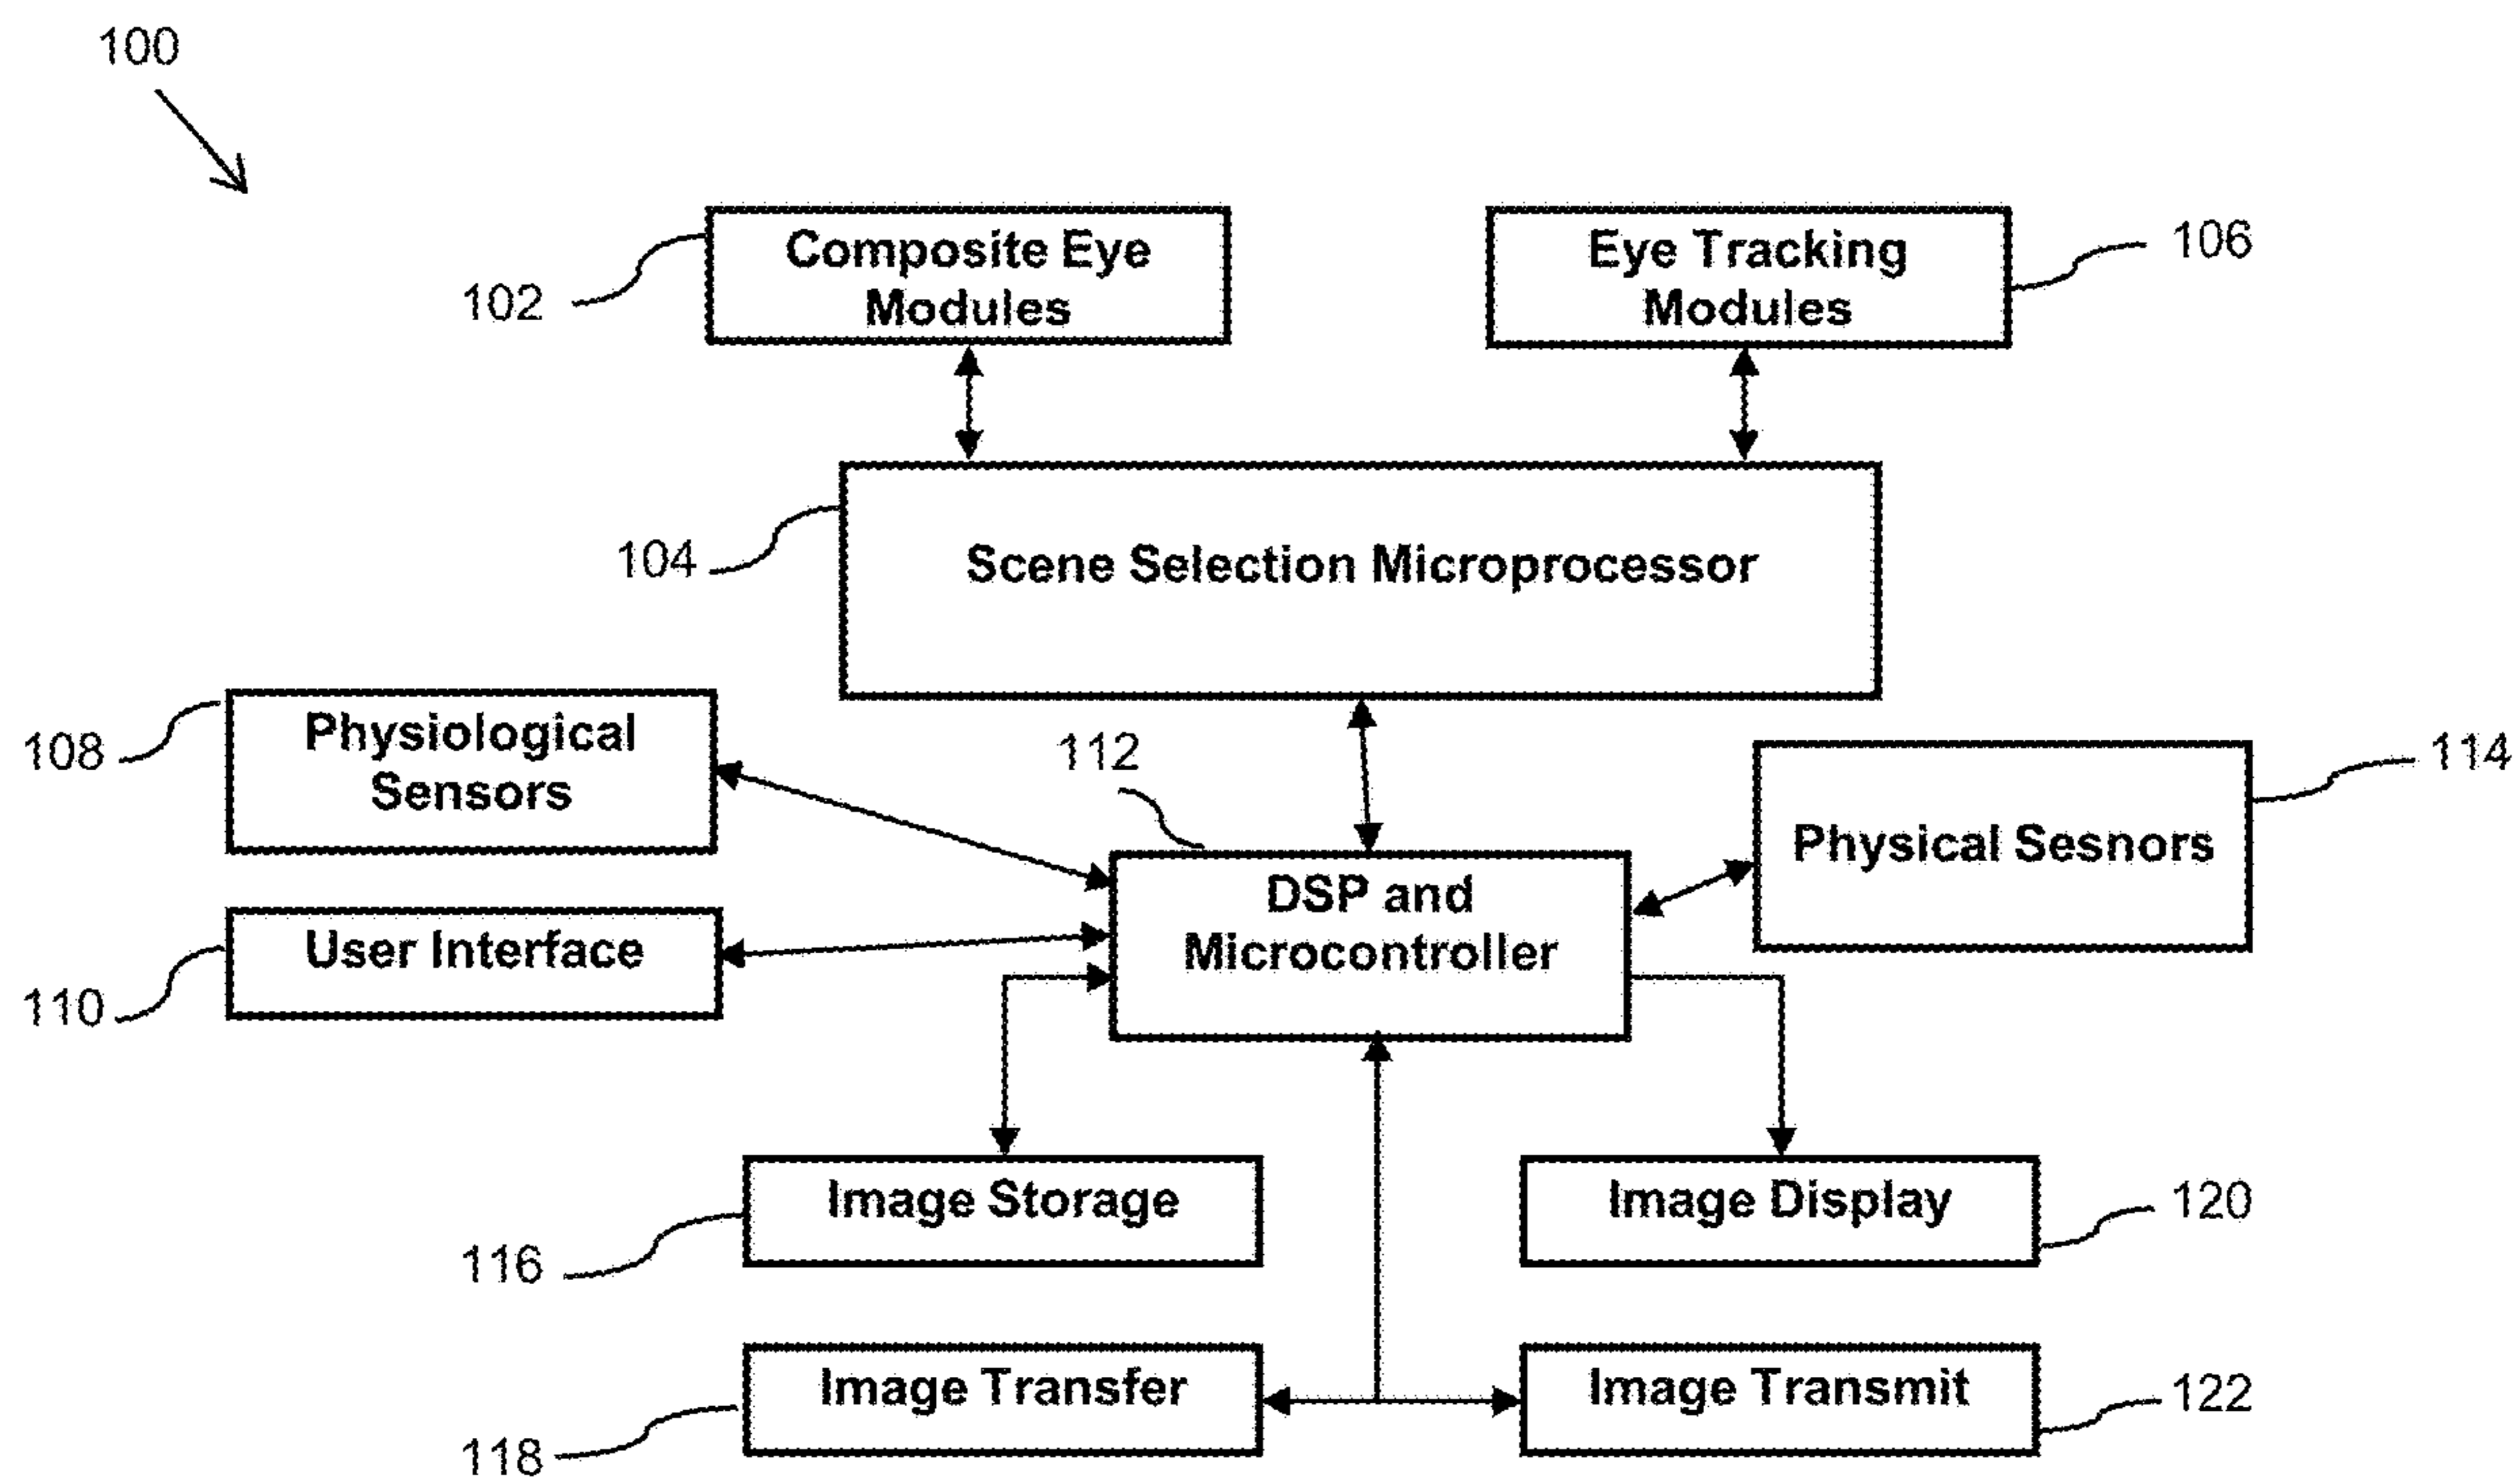 100
Composite Eye
Modules
102
Eye Tracking
Modules
106
104
Scene Selection Microprocessor
Physiological
Sensors
108
112
114
Physical Sesnors
DSP and
Microcontroller
User Interface
110
Image Storage
116
Image Display
120
Image Transfer
118
Image Transmit
122